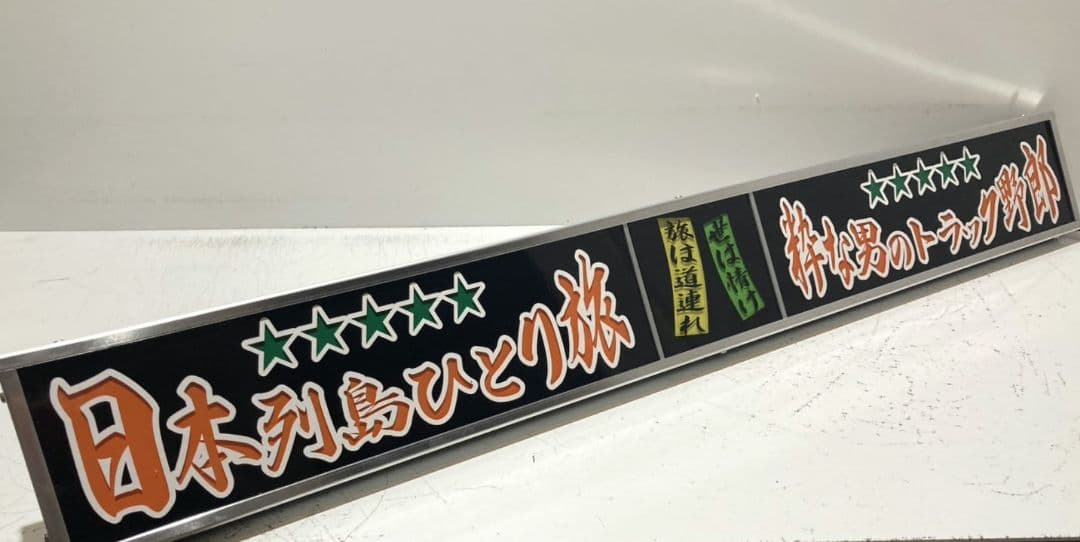 ★★★★★
日本列島ひとり旅
旅は道連れ
世は情け
★★★★★
粋な男のトラック野郎